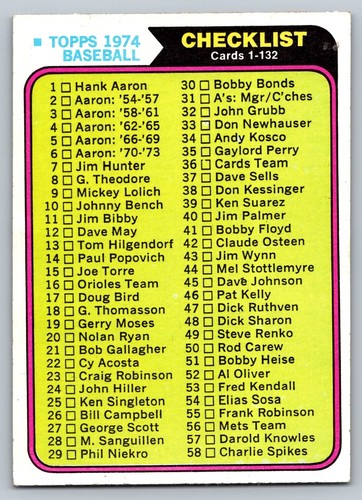 TOPPS 1974
BASEBALL
CHECKLIST
Cards 1-132
1 Hank Aaron
2 Aaron: '54-'57
3 Aaron: '58-'61
4 Aaron: '62-'65
5 Aaron: '66-'69
6 Aaron: '70-'73
7 Jim Hunter
8 G. Theodore
9 Mickey Lolich
10 Johnny Bench
11 Jim Bibby
12 Dave May
13 Tom Hilgendorf
14 Paul Popovich
15 Joe Torre
16 Orioles Team
17 Doug Bird
18 G. Thomasson
19 Gerry Moses
20 Nolan Ryan
21 Bob Gallagher
22 Cy Acosta
23 Craig Robinson
24 John Hiller
25 Ken Singleton
26 Bill Campbell
27 George Scott
28 M. Sanguillen
29 Phil Niekro
30 Bobby Bonds
31 A's: Mgr/C'ches
32 John Grubb
33 Don Newhauser
34 Andy Kosco
35 Gaylord Perry
36 Cards Team
37 Dave Sells
38 Don Kessinger
39 Ken Suarez
40 Jim Palmer
41 Bobby Floyd
42 Claude Osteen
43 Jim Wynn
44 Mel Stottlemyre
45 Dave Johnson
46 Pat Kelly
47 Dick Ruthven
48 Dick Sharon
49 Steve Renko
50 Rod Carew
51 Bobby Heise
52 Al Oliver
53 Fred Kendall
54 Elias Sosa
55 Frank Robinson
56 Mets Team
57 Darold Knowles
58 Charlie Spikes